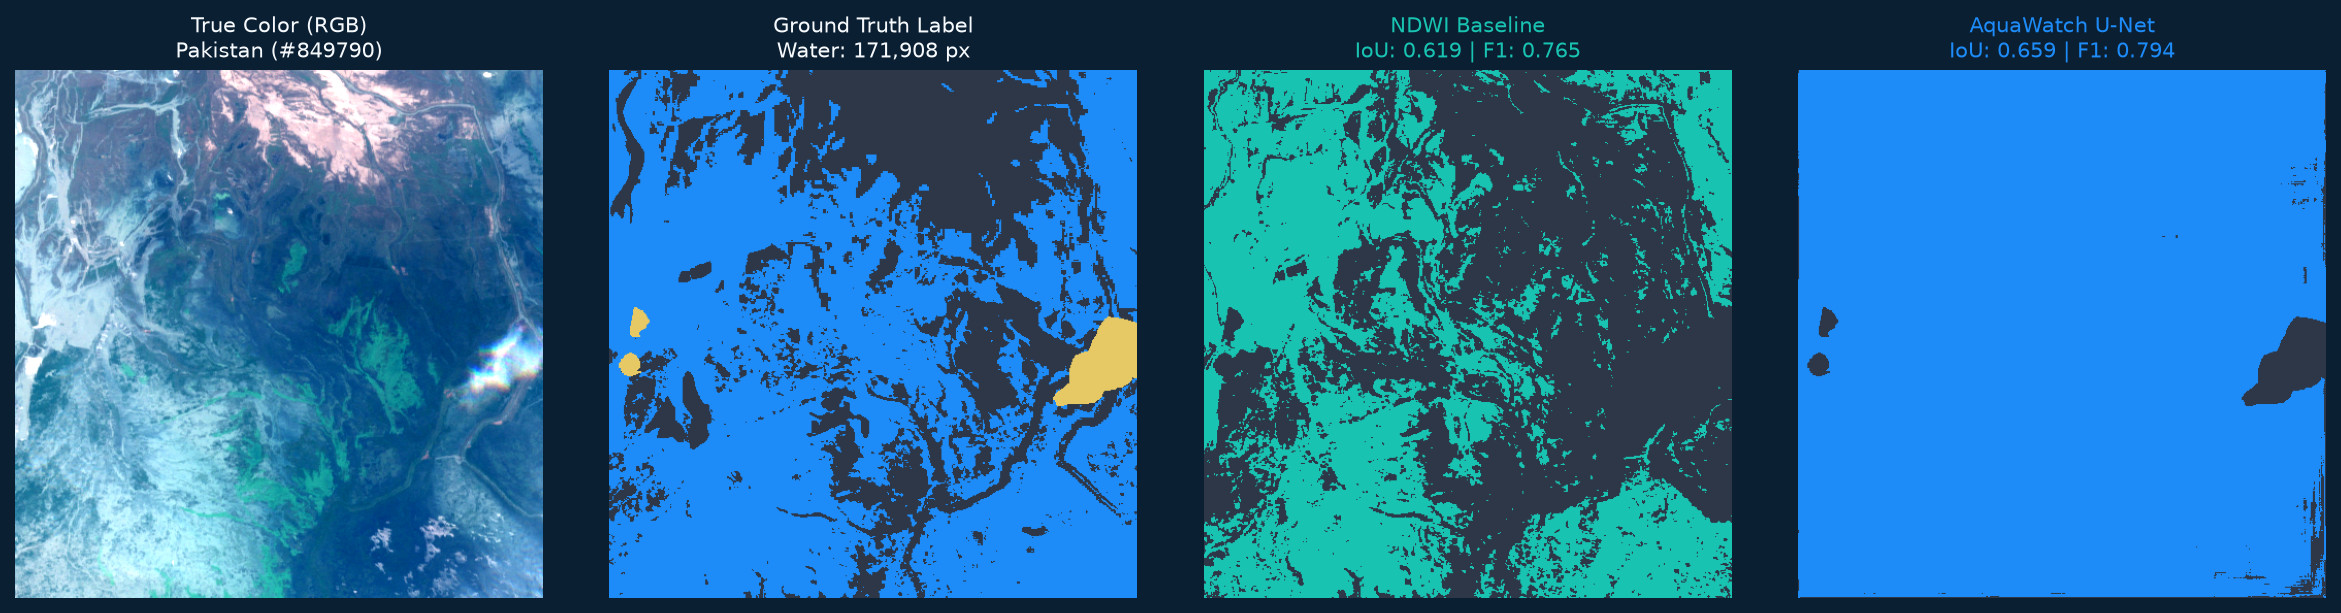 True Color (RGB)
Pakistan (#849790)
Ground Truth Label
Water: 171,908 px
NDWI Baseline
IoU: 0.619 | F1: 0.765
AquaWatch U-Net
IoU: 0.659 | F1: 0.794